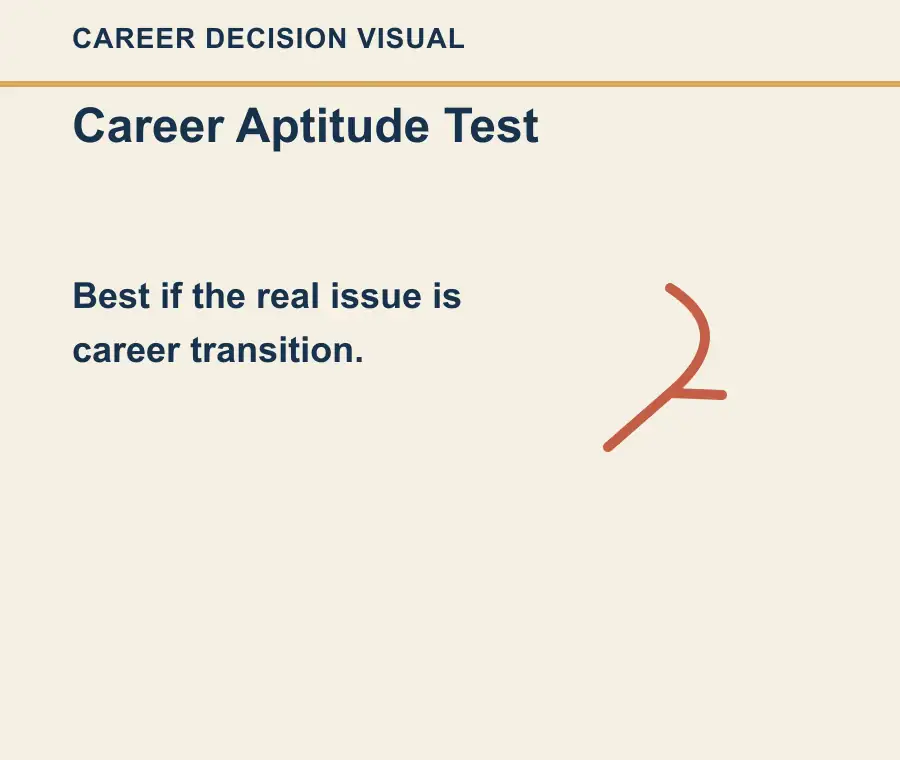 CAREER DECISION VISUAL
Career Aptitude Test
Best if the real issue is
career transition.